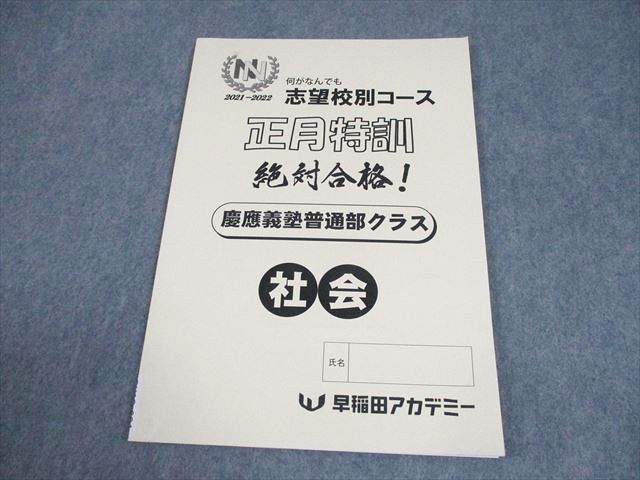 NN
2021-2022
何がなんでも
志望校別コース
正月特訓
絶対合格!
慶應義塾普通部クラス
社会
氏名
早稲田アカデミー